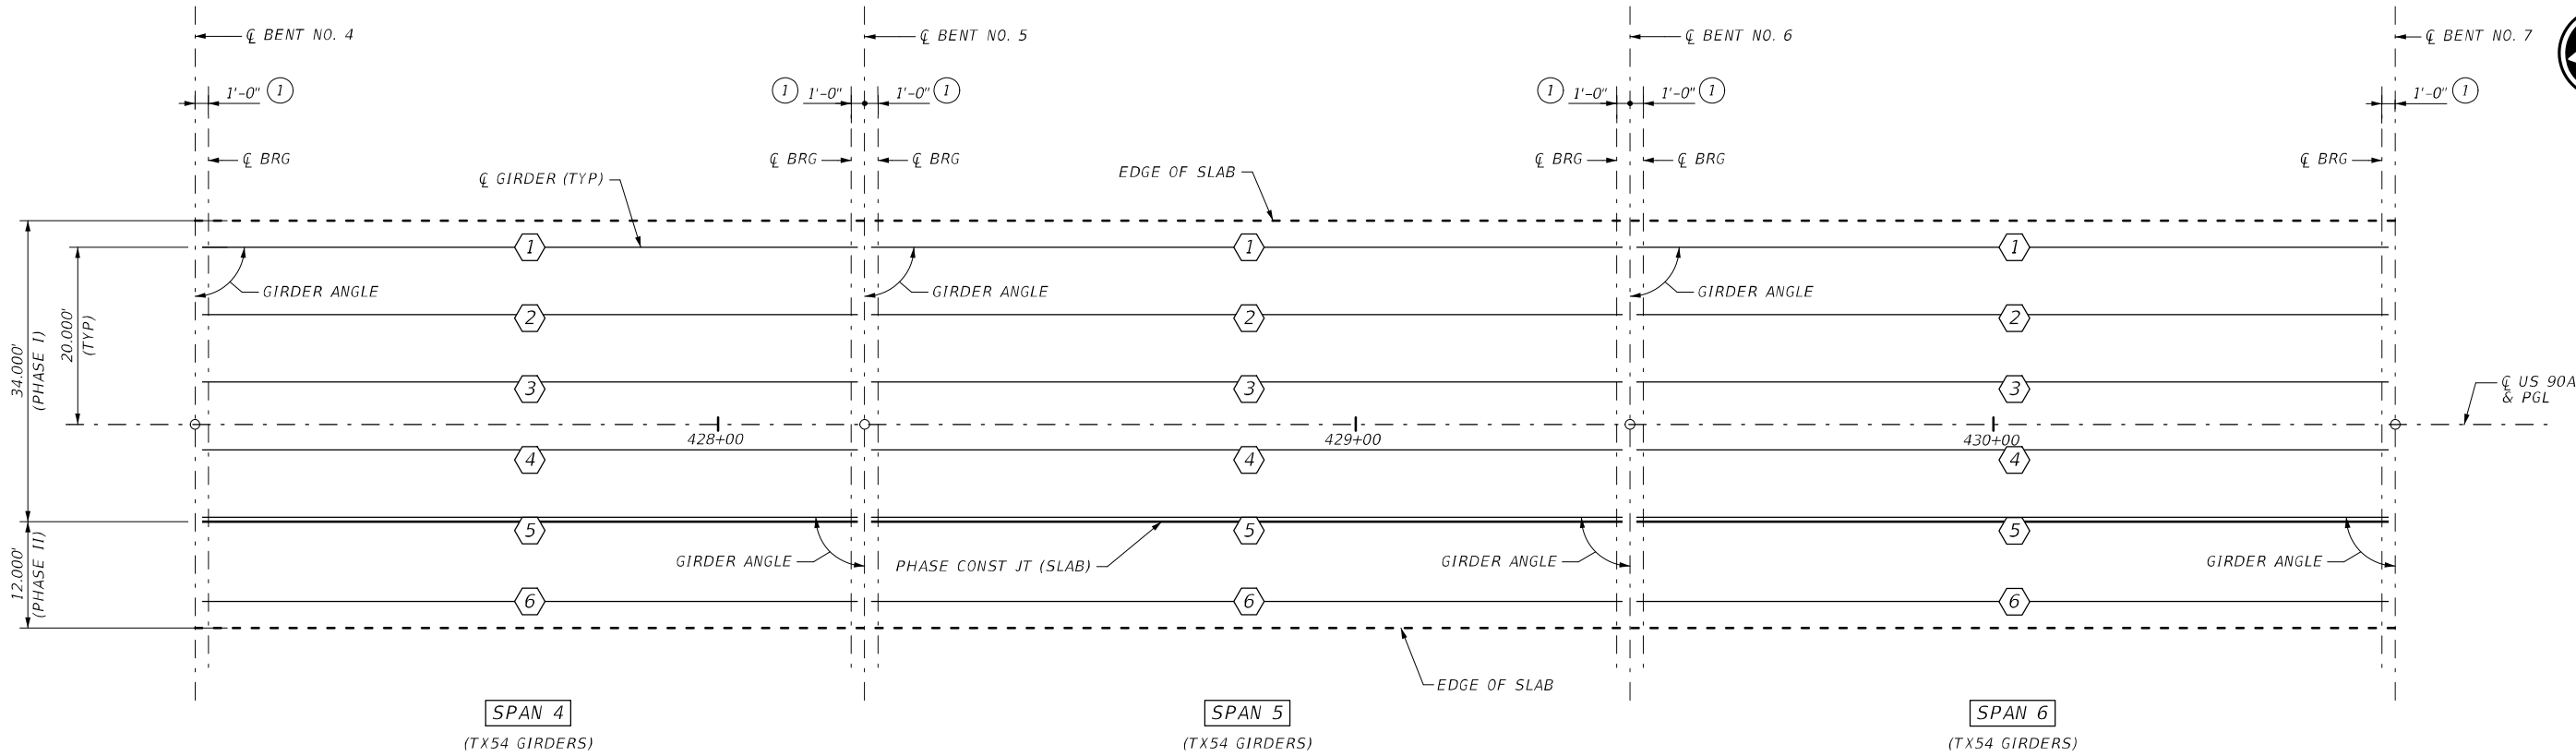 ℄ BENT NO. 4
℄ BENT NO. 5
℄ BENT NO. 6
℄ BENT NO. 7
1'-0" 1
1 1'-0" 1'-0" 1
1 1'-0" 1'-0" 1
1'-0" 1
℄ BRG
℄ BRG ℄ BRG
℄ BRG ℄ BRG
℄ BRG
℄ GIRDER (TYP)
EDGE OF SLAB
1 1 1
GIRDER ANGLE
GIRDER ANGLE
GIRDER ANGLE
34.000'
(PHASE I)
20.000'
(TYP)
2 2 2
3 3 3
℄ US 90A
& PGL
428+00
429+00
430+00
4 4 4
5 5 5
GIRDER ANGLE
PHASE CONST JT (SLAB)
GIRDER ANGLE
GIRDER ANGLE
12.000'
(PHASE II)
6 6 6
EDGE OF SLAB
SPAN 4
(TX54 GIRDERS)
SPAN 5
(TX54 GIRDERS)
SPAN 6
(TX54 GIRDERS)